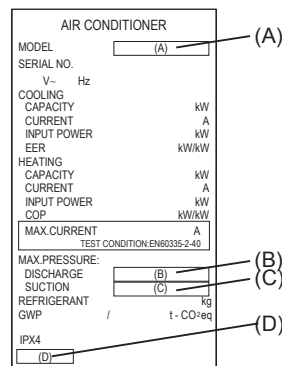 AIR CONDITIONER
MODEL (A) (A)
SERIAL NO.
V~ Hz
COOLING
CAPACITY kW
CURRENT A
INPUT POWER kW
EER kW/kW
HEATING
CAPACITY kW
CURRENT A
INPUT POWER kW
COP kW/kW
MAX.CURRENT A
TEST CONDITION:EN60335-2-40
MAX.PRESSURE:
DISCHARGE (B) (B)
SUCTION (C) (C)
REFRIGERANT kg
GWP / t - CO2eq
IPX4
(D) (D)